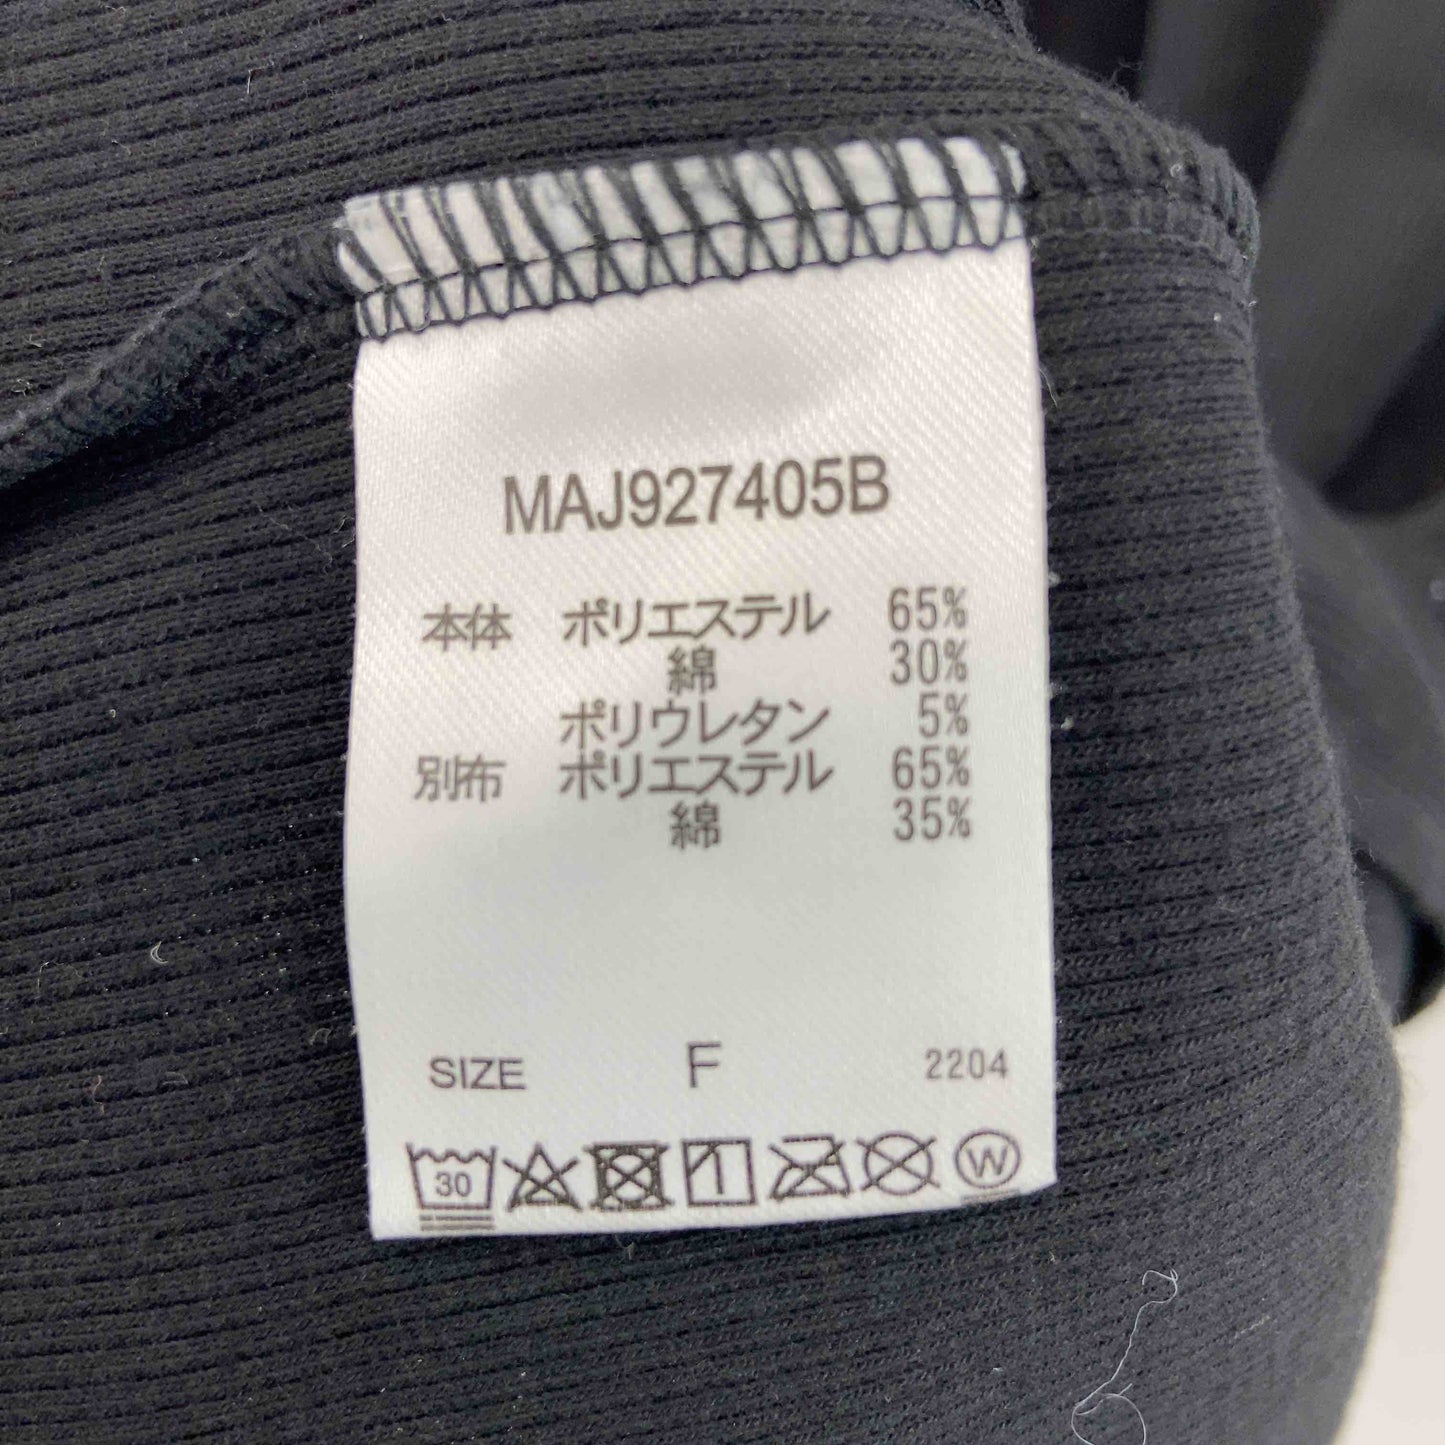 MAJ927405B
本体 ポリエステル 65%
綿 30%
ポリウレタン 5%
別布 ポリエステル 65%
綿 35%
SIZE F 2204
30 W